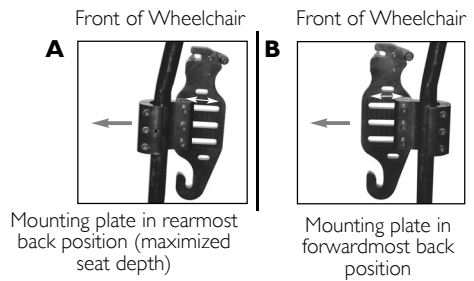 Front of Wheelchair
A
Mounting plate in rearmost
back position (maximized
seat depth)
Front of Wheelchair
B
Mounting plate in
forwardmost back
position